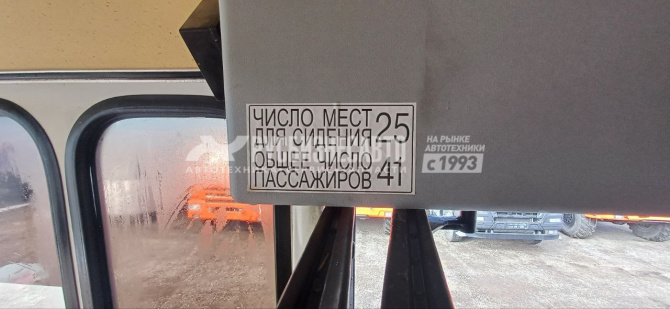 ЧИСЛО МЕСТ
ДЛЯ СИДЕНИЯ 25
ОБЩЕЕ ЧИСЛО
ПАССАЖИРОВ 41
НА РЫНКЕ
АВТОТЕХНИКИ
с 1993